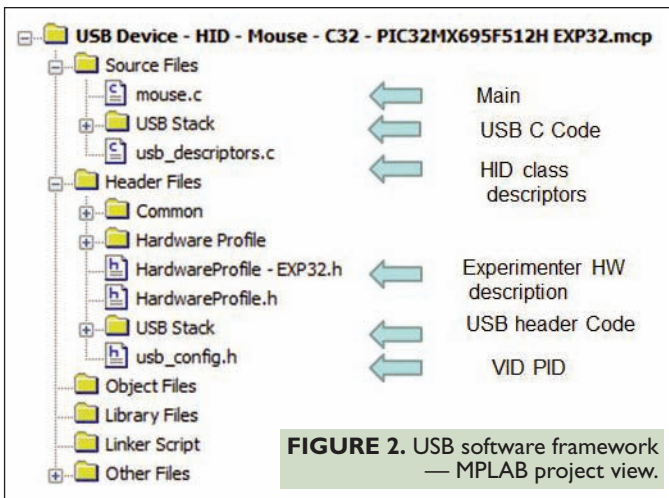 USB Device - HID - Mouse - C32 - PIC32MX695F512H EXP32.mcp
Source Files
mouse.c Main
USB Stack USB C Code
usb_descriptors.c HID class descriptors
Header Files
Common
Hardware Profile
HardwareProfile - EXP32.h Experimenter HW description
HardwareProfile.h
USB Stack USB header Code
usb_config.h VID PID
Object Files
Library Files
Linker Script
Other Files
FIGURE 2. USB software framework
— MPLAB project view.